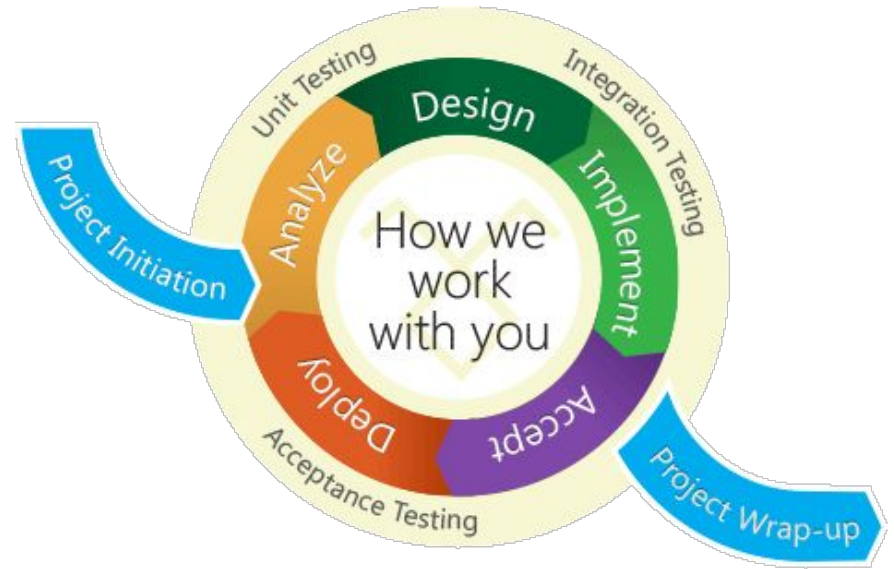 Unit Testing
Integration Testing
Design
Project Initiation
Analyze
Implement
How we
work
with you
Deploy
Accept
Acceptance Testing
Project Wrap-up